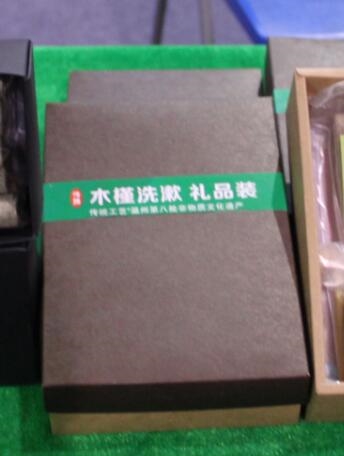 木槿洗漱 礼品装
传统工艺"温州第八批非物质文化遗产